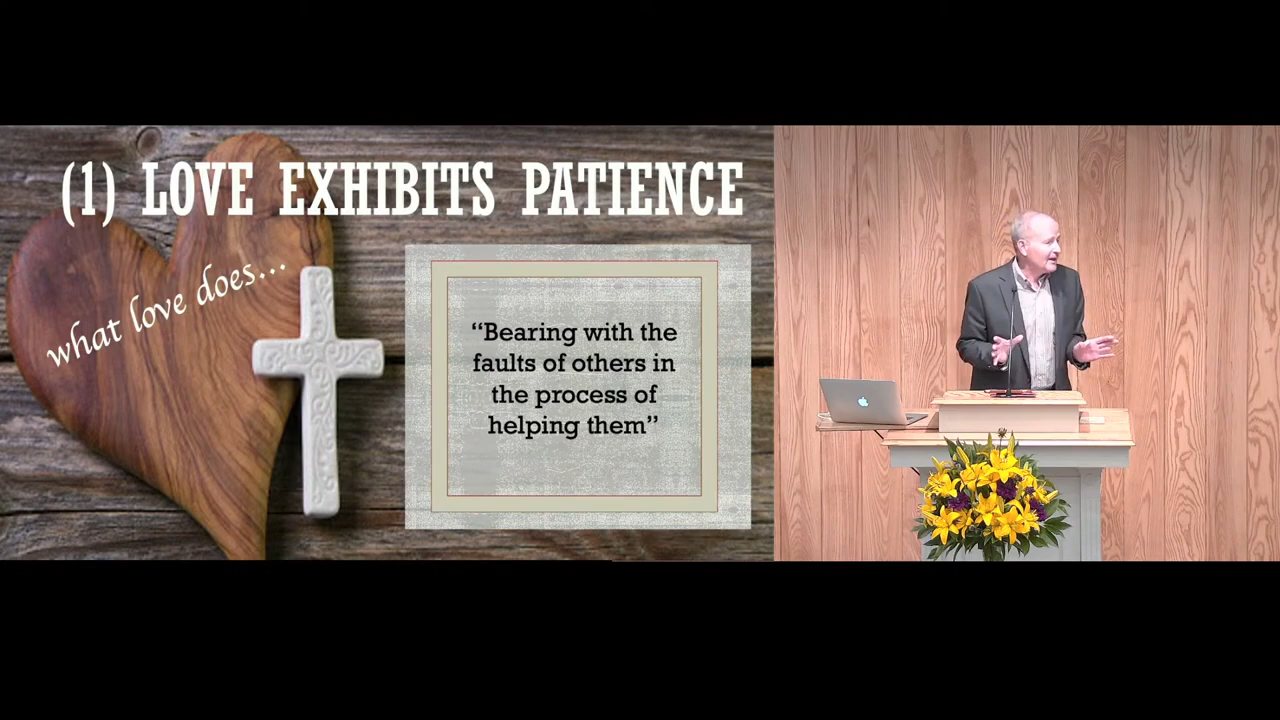 (1) LOVE EXHIBITS PATIENCE
what love does...
“Bearing with the
faults of others in
the process of
helping them”